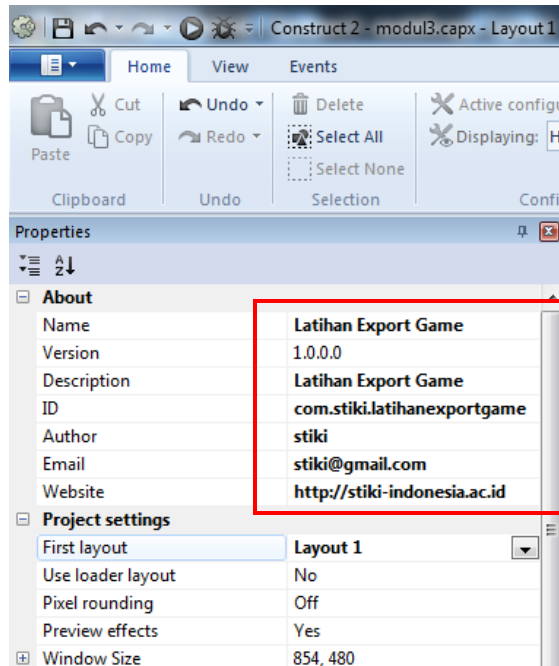 Construct 2 - modul3.capx - Layout 1
Home View Events
Cut Undo Delete Active config
Copy Redo Select All Displaying: H
Paste Select None
Clipboard Undo Selection Confi
Properties
About
Name Latihan Export Game
Version 1.0.0.0
Description Latihan Export Game
ID com.stiki.latihanexportgame
Author stiki
Email stiki@gmail.com
Website http://stiki-indonesia.ac.id
Project settings
First layout Layout 1
Use loader layout No
Pixel rounding Off
Preview effects Yes
Window Size 854, 480